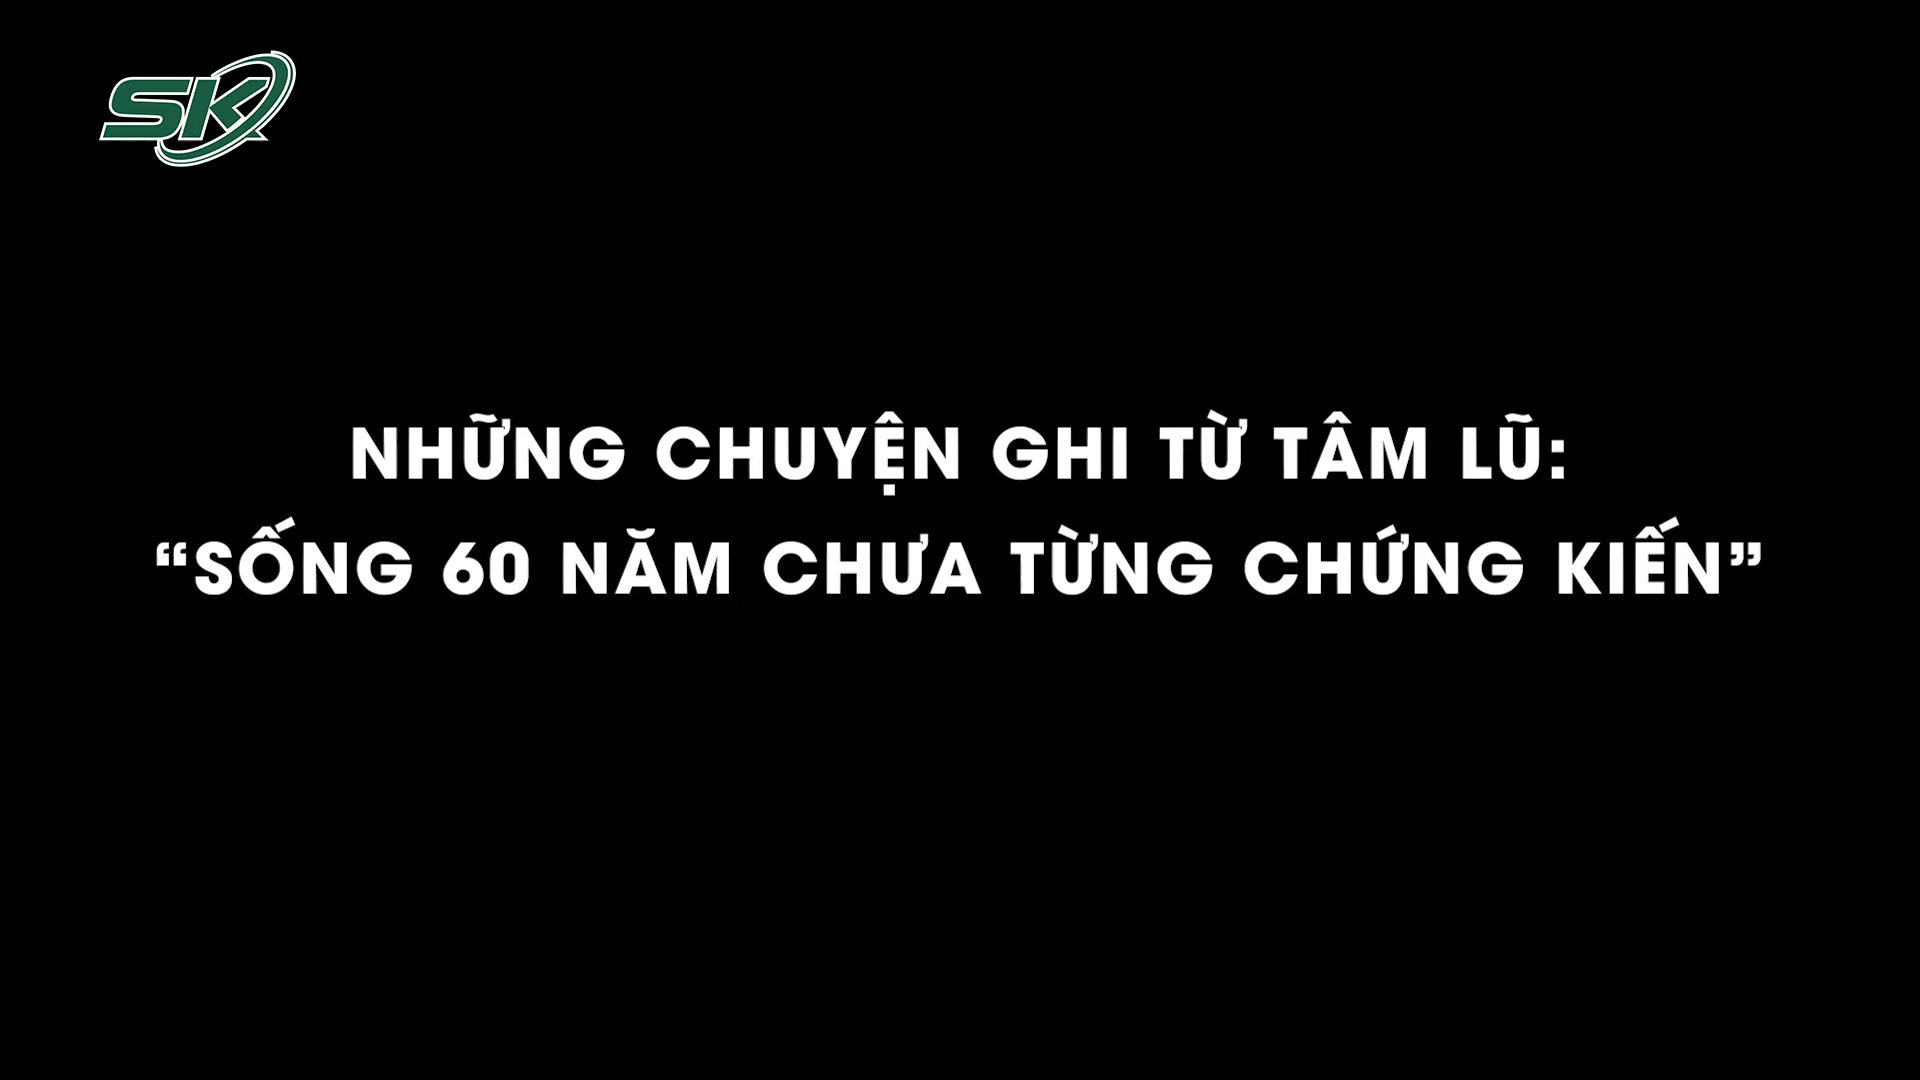 SK
NHỮNG CHUYỆN GHI TỪ TÂM LŨ:
“SỐNG 60 NĂM CHƯA TỪNG CHỨNG KIẾN”